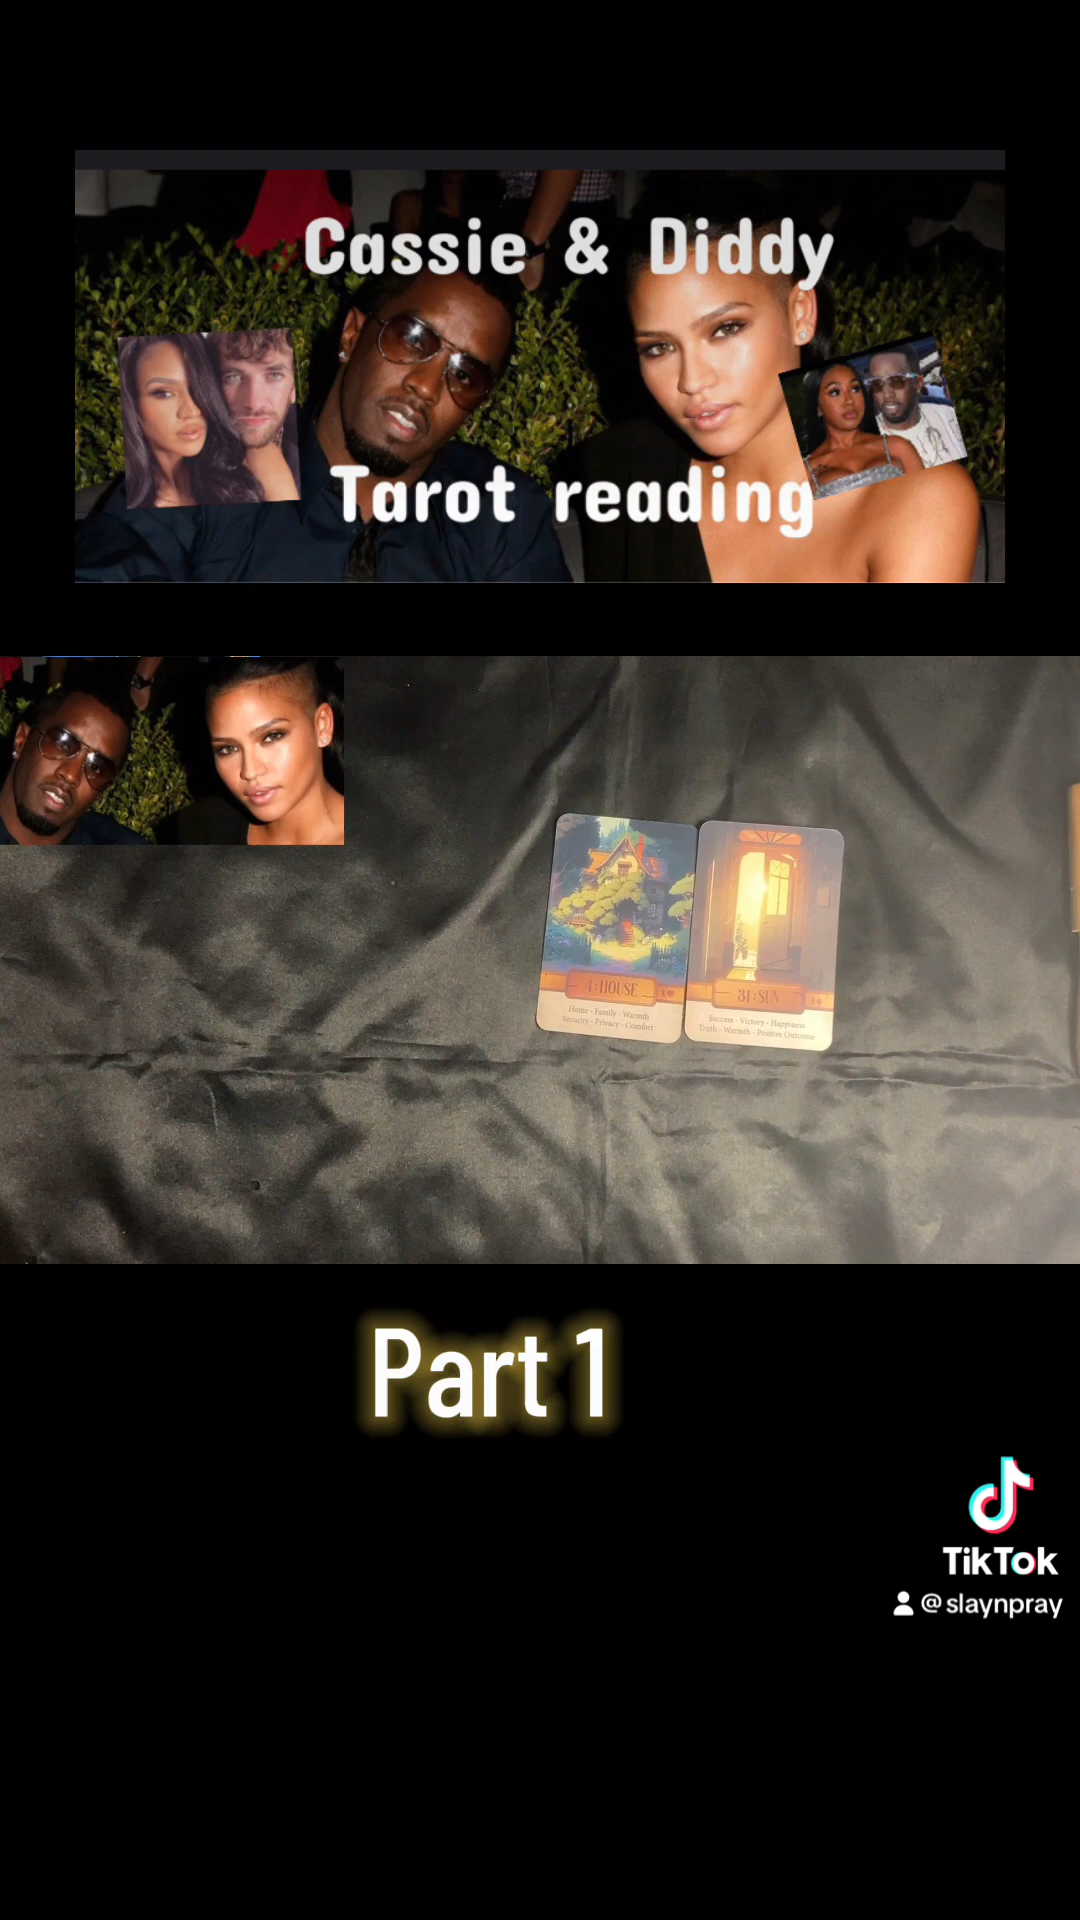 Cassie & Diddy
Tarot reading
4:HOUSE
Home - Family - Warmth
Security - Privacy - Comfort
31:SUN
Success - Victory - Happiness
Truth - Warmth - Positive Outcome
Part 1
TikTok
@slaynpray